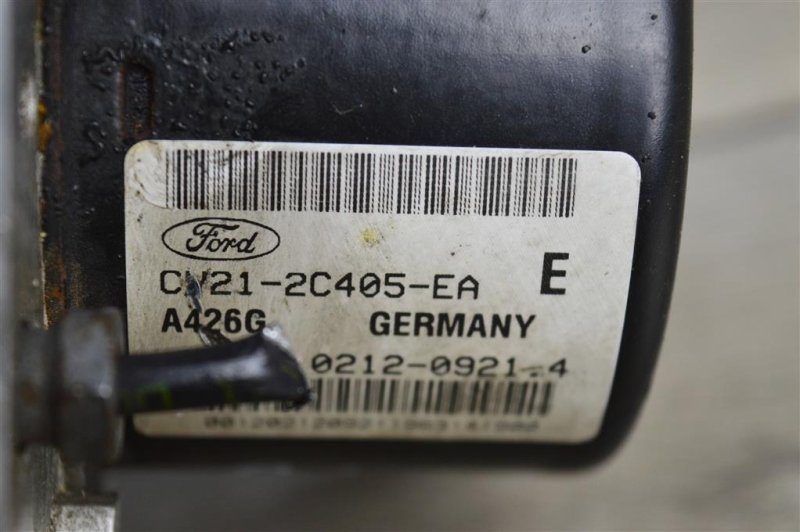 Ford
CV21-2C405-EA E
A426G GERMANY
0212-0921-4